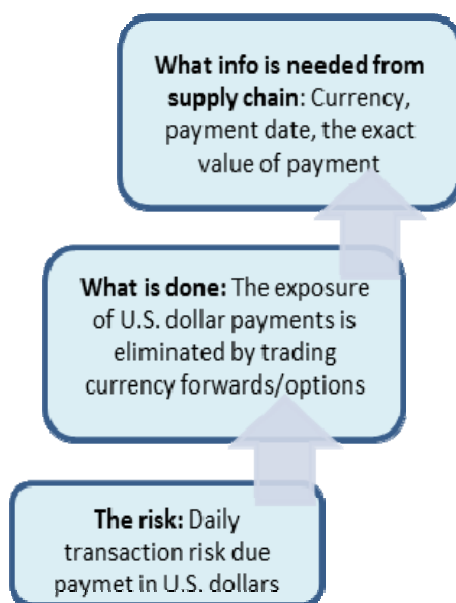 What info is needed from
supply chain: Currency,
payment date, the exact
value of payment
What is done: The exposure
of U.S. dollar payments is
eliminated by trading
currency forwards/options
The risk: Daily
transaction risk due
paymet in U.S. dollars